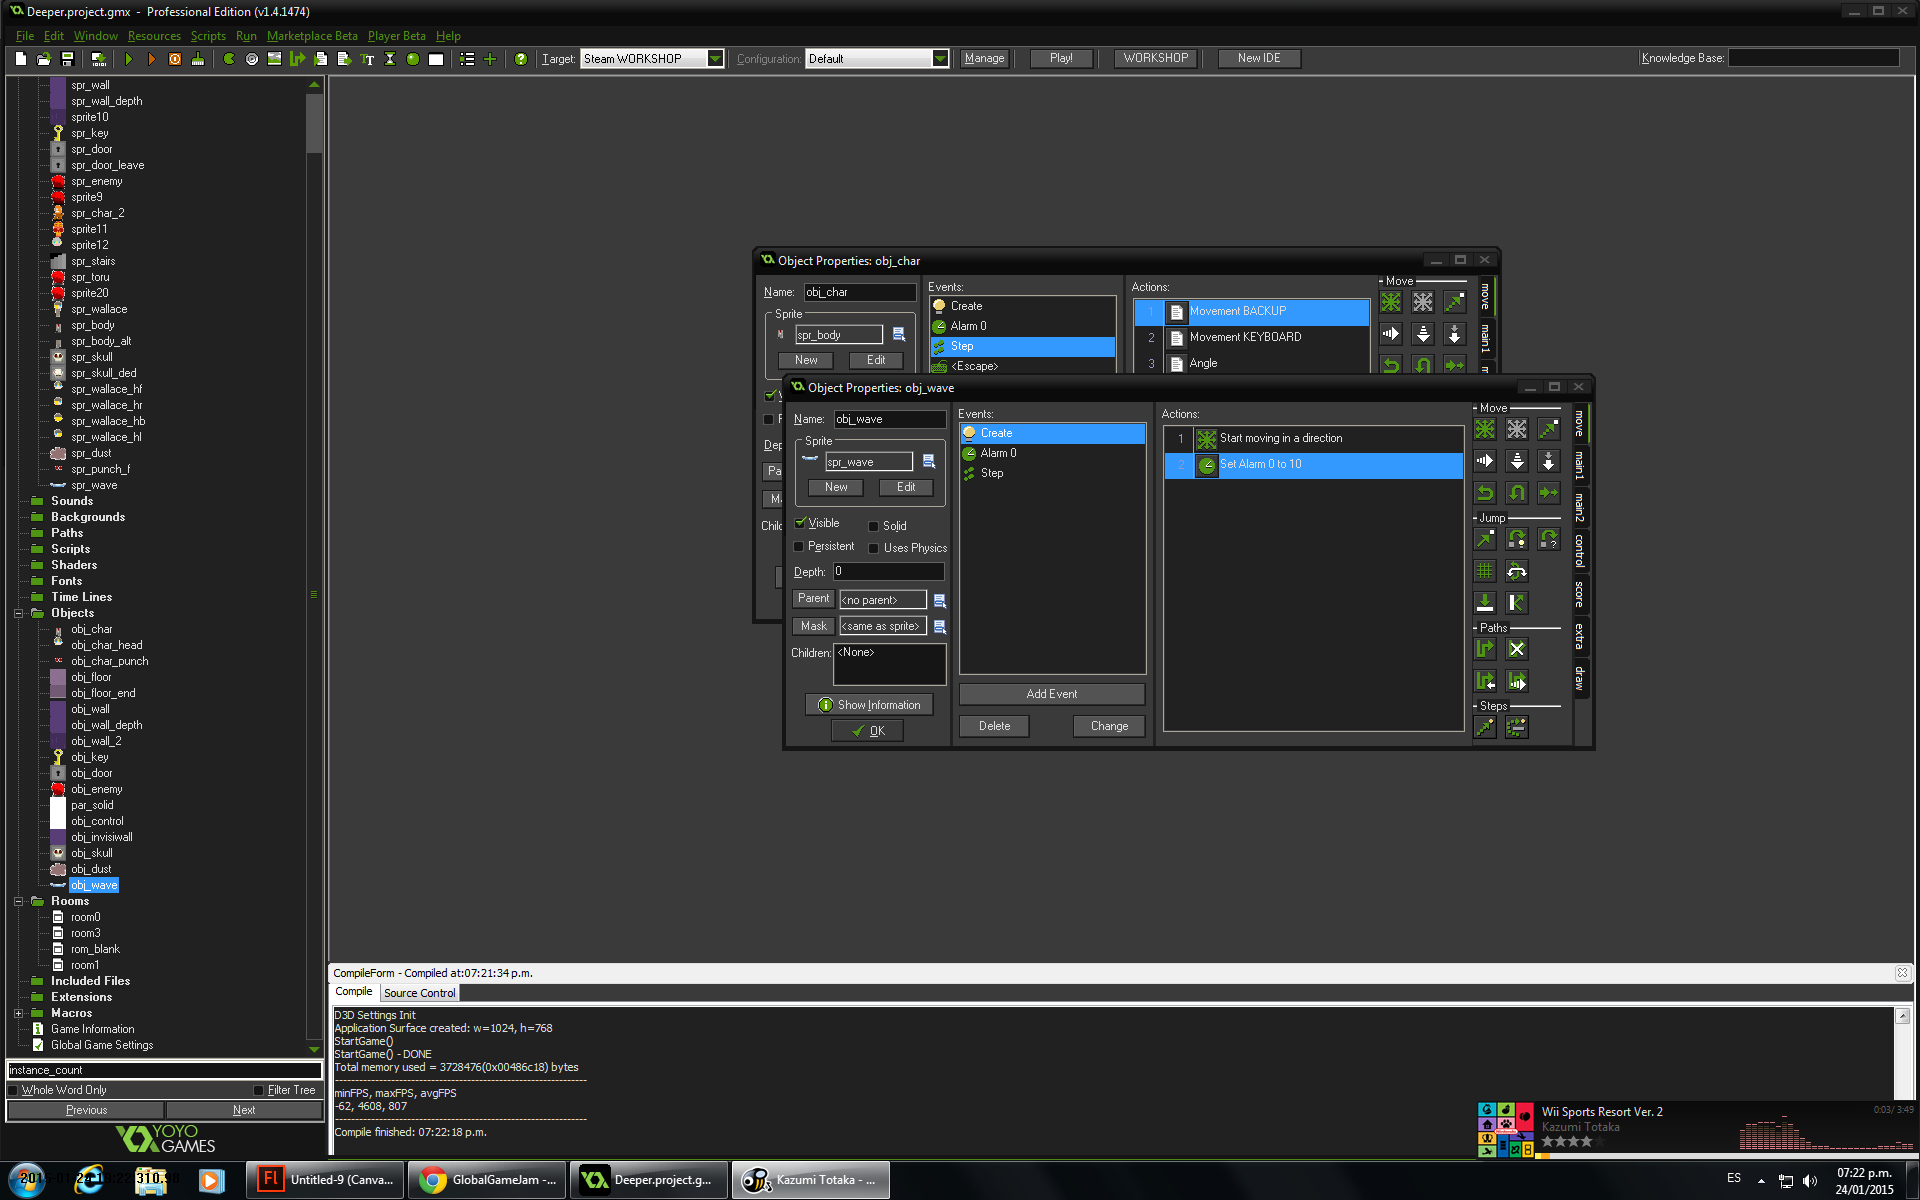 Deeper.project.gmx - Professional Edition (v1.4.1474)
File Edit Window Resources Scripts Run Marketplace Beta Player Beta Help
Target: Steam WORKSHOP Configuration: Default Manage Play! WORKSHOP New IDE Knowledge Base:
spr_wall
spr_wall_depth
sprite10
spr_key
spr_door
spr_door_leave
spr_enemy
sprite9
spr_char_2
sprite11
sprite12
spr_stairs
spr_toru
sprite20
spr_wallace
spr_body
spr_body_alt
spr_skull
spr_skull_ded
spr_wallace_hf
spr_wallace_hr
spr_wallace_hb
spr_wallace_hl
spr_dust
spr_punch_f
spr_wave
Sounds
Backgrounds
Paths
Scripts
Shaders
Fonts
Time Lines
Objects
obj_char
obj_char_head
obj_char_punch
obj_floor
obj_floor_end
obj_wall
obj_wall_depth
obj_wall_2
obj_key
obj_door
obj_enemy
par_solid
obj_control
obj_invisiwall
obj_skull
obj_dust
obj_wave
Rooms
room0
room3
rom_blank
room1
Included Files
Extensions
Macros
Game Information
Global Game Settings
instance_count
Whole Word Only Filter Tree
Previous Next
YOYO GAMES
Object Properties: obj_char
Name: obj_char
Sprite
spr_body
New Edit
Events:
Create
Alarm 0
Step
<Escape>
Actions:
1 Movement BACKUP
2 Movement KEYBOARD
3 Angle
Move
move
main1
Object Properties: obj_wave
Name: obj_wave
Sprite
spr_wave
New Edit
Visible Solid
Persistent Uses Physics
Depth: 0
Parent <no parent>
Mask <same as sprite>
Children: <None>
Show Information
OK
Events:
Create
Alarm 0
Step
Add Event
Delete Change
Actions:
1 Start moving in a direction
2 Set Alarm 0 to 10
Move
Jump
Paths
Steps
move
main1
main2
control
score
extra
draw
CompileForm - Compiled at:07:21:34 p.m.
Compile Source Control
D3D Settings Init
Application Surface created: w=1024, h=768
StartGame()
StartGame() - DONE
Total memory used = 3728476(0x00486c18) bytes
minFPS, maxFPS, avgFPS
-62, 4608, 807
Compile finished: 07:22:18 p.m.
Wii Sports Resort Ver. 2
Kazumi Totaka
0:03/ 3:49
Untitled-9 (Canva...
GlobalGameJam -...
Deeper.project.g...
Kazumi Totaka - ...
ES
07:22 p.m.
24/01/2015